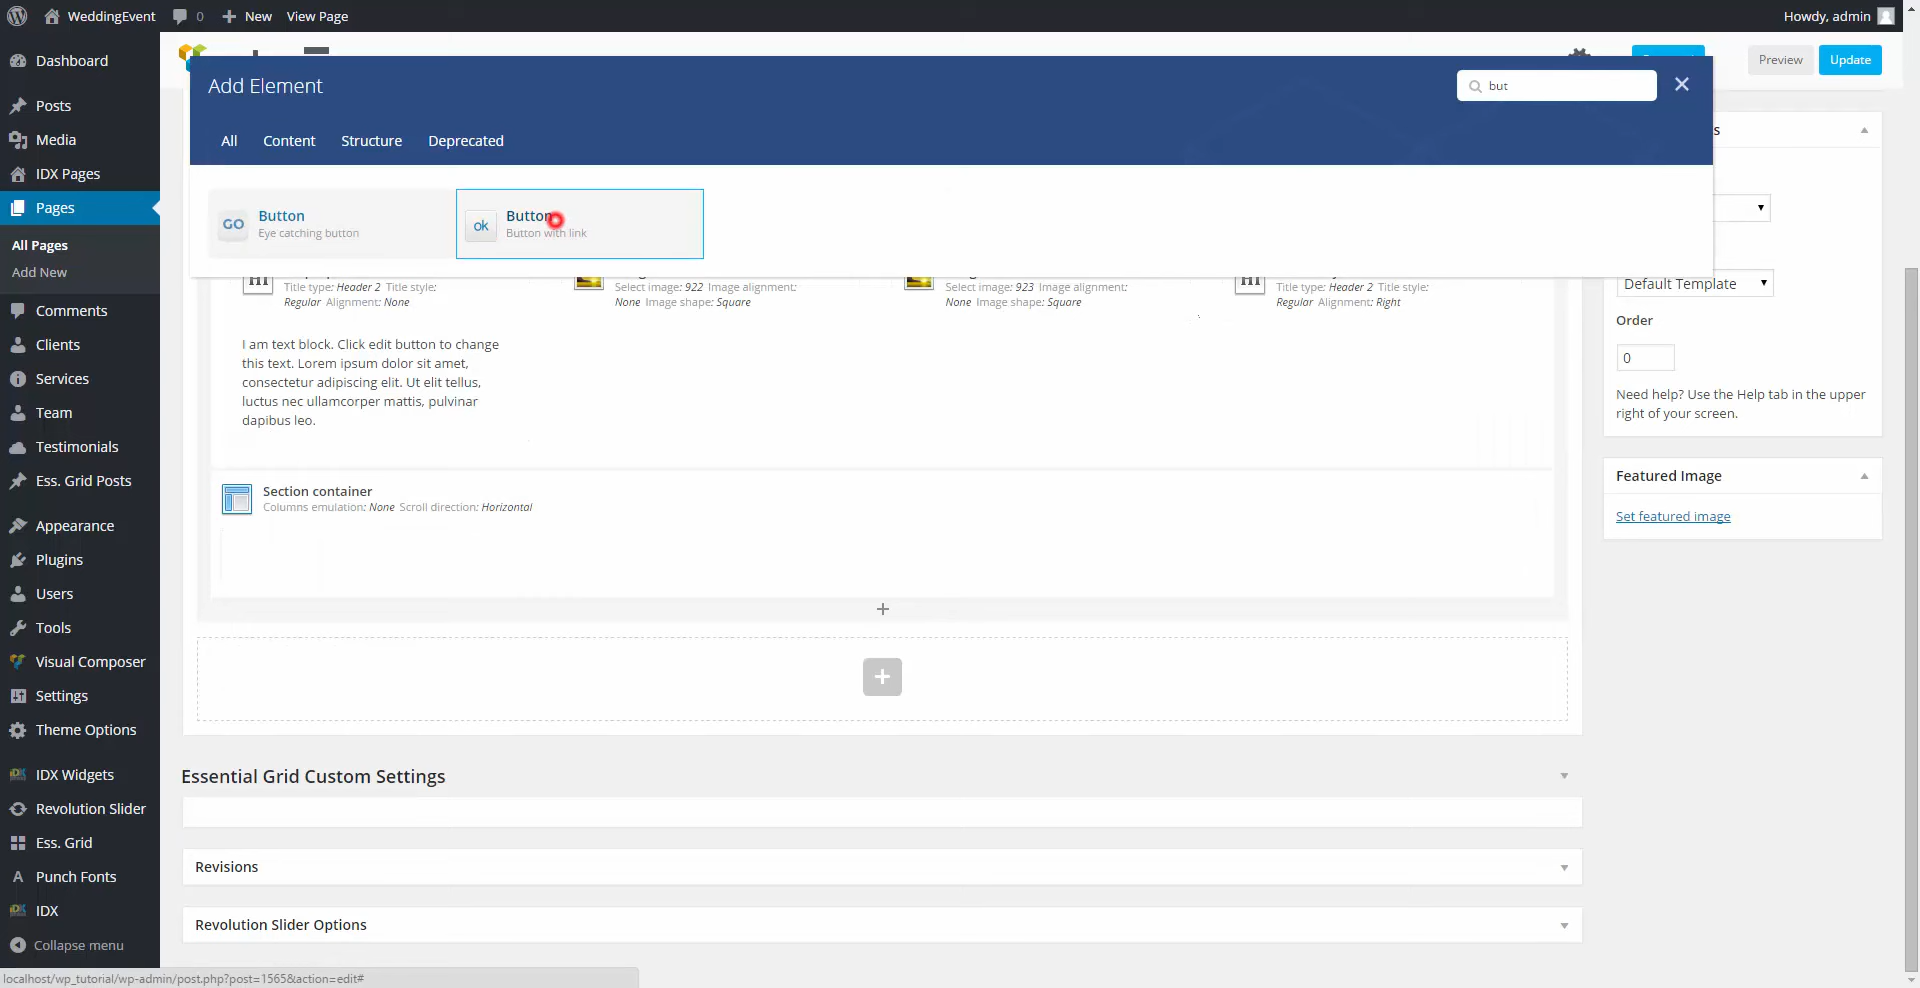 WeddingEvent
0
New
View Page
Howdy, admin
Dashboard
Posts
Media
IDX Pages
Pages
All Pages
Add New
Comments
Clients
Services
Team
Testimonials
Ess. Grid Posts
Appearance
Plugins
Users
Tools
Visual Composer
Settings
Theme Options
IDX Widgets
Revolution Slider
Ess. Grid
Punch Fonts
IDX
Collapse menu
Preview
Update
Add Element
but
All
Content
Structure
Deprecated
GO
Button
Eye catching button
ok
Button
Button with link
Title type: Header 2 Title style:
Regular Alignment: None
Select image: 922 Image alignment:
None Image shape: Square
Select image: 923 Image alignment:
None Image shape: Square
Title type: Header 2 Title style:
Regular Alignment: Right
I am text block. Click edit button to change
this text. Lorem ipsum dolor sit amet,
consectetur adipiscing elit. Ut elit tellus,
luctus nec ullamcorper mattis, pulvinar
dapibus leo.
Section container
Columns emulation: None Scroll direction: Horizontal
Essential Grid Custom Settings
Revisions
Revolution Slider Options
Default Template
Order
0
Need help? Use the Help tab in the upper
right of your screen.
Featured Image
Set featured image
localhost/wp_tutorial/wp-admin/post.php?post=1565&action=edit#